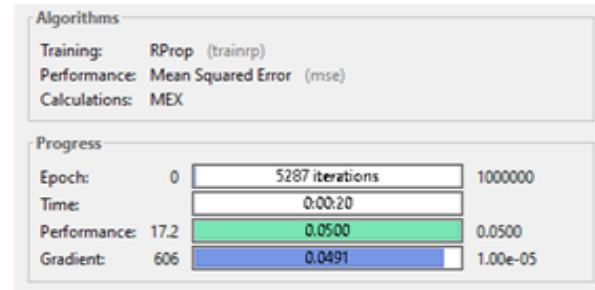 Algorithms
Training: RProp (trainrp)
Performance: Mean Squared Error (mse)
Calculations: MEX
Progress
Epoch: 0 5287 iterations 1000000
Time: 0:00:20
Performance: 17.2 0.0500 0.0500
Gradient: 606 0.0491 1.00e-05